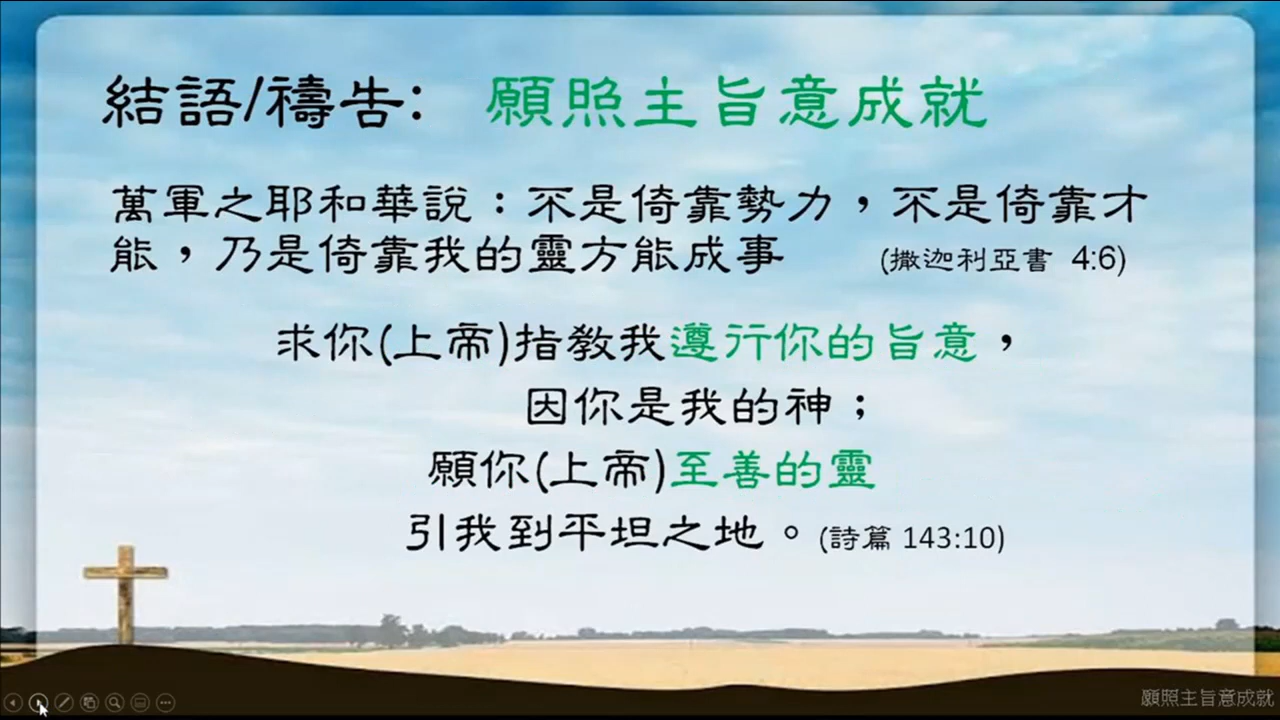 結語/禱告: 願照主旨意成就
萬軍之耶和華說：不是倚靠勢力，不是倚靠才
能，乃是倚靠我的靈方能成事 (撒迦利亞書 4:6)
求你(上帝)指教我遵行你的旨意，
因你是我的神；
願你(上帝)至善的靈
引我到平坦之地。(詩篇 143:10)
願照主旨意成就